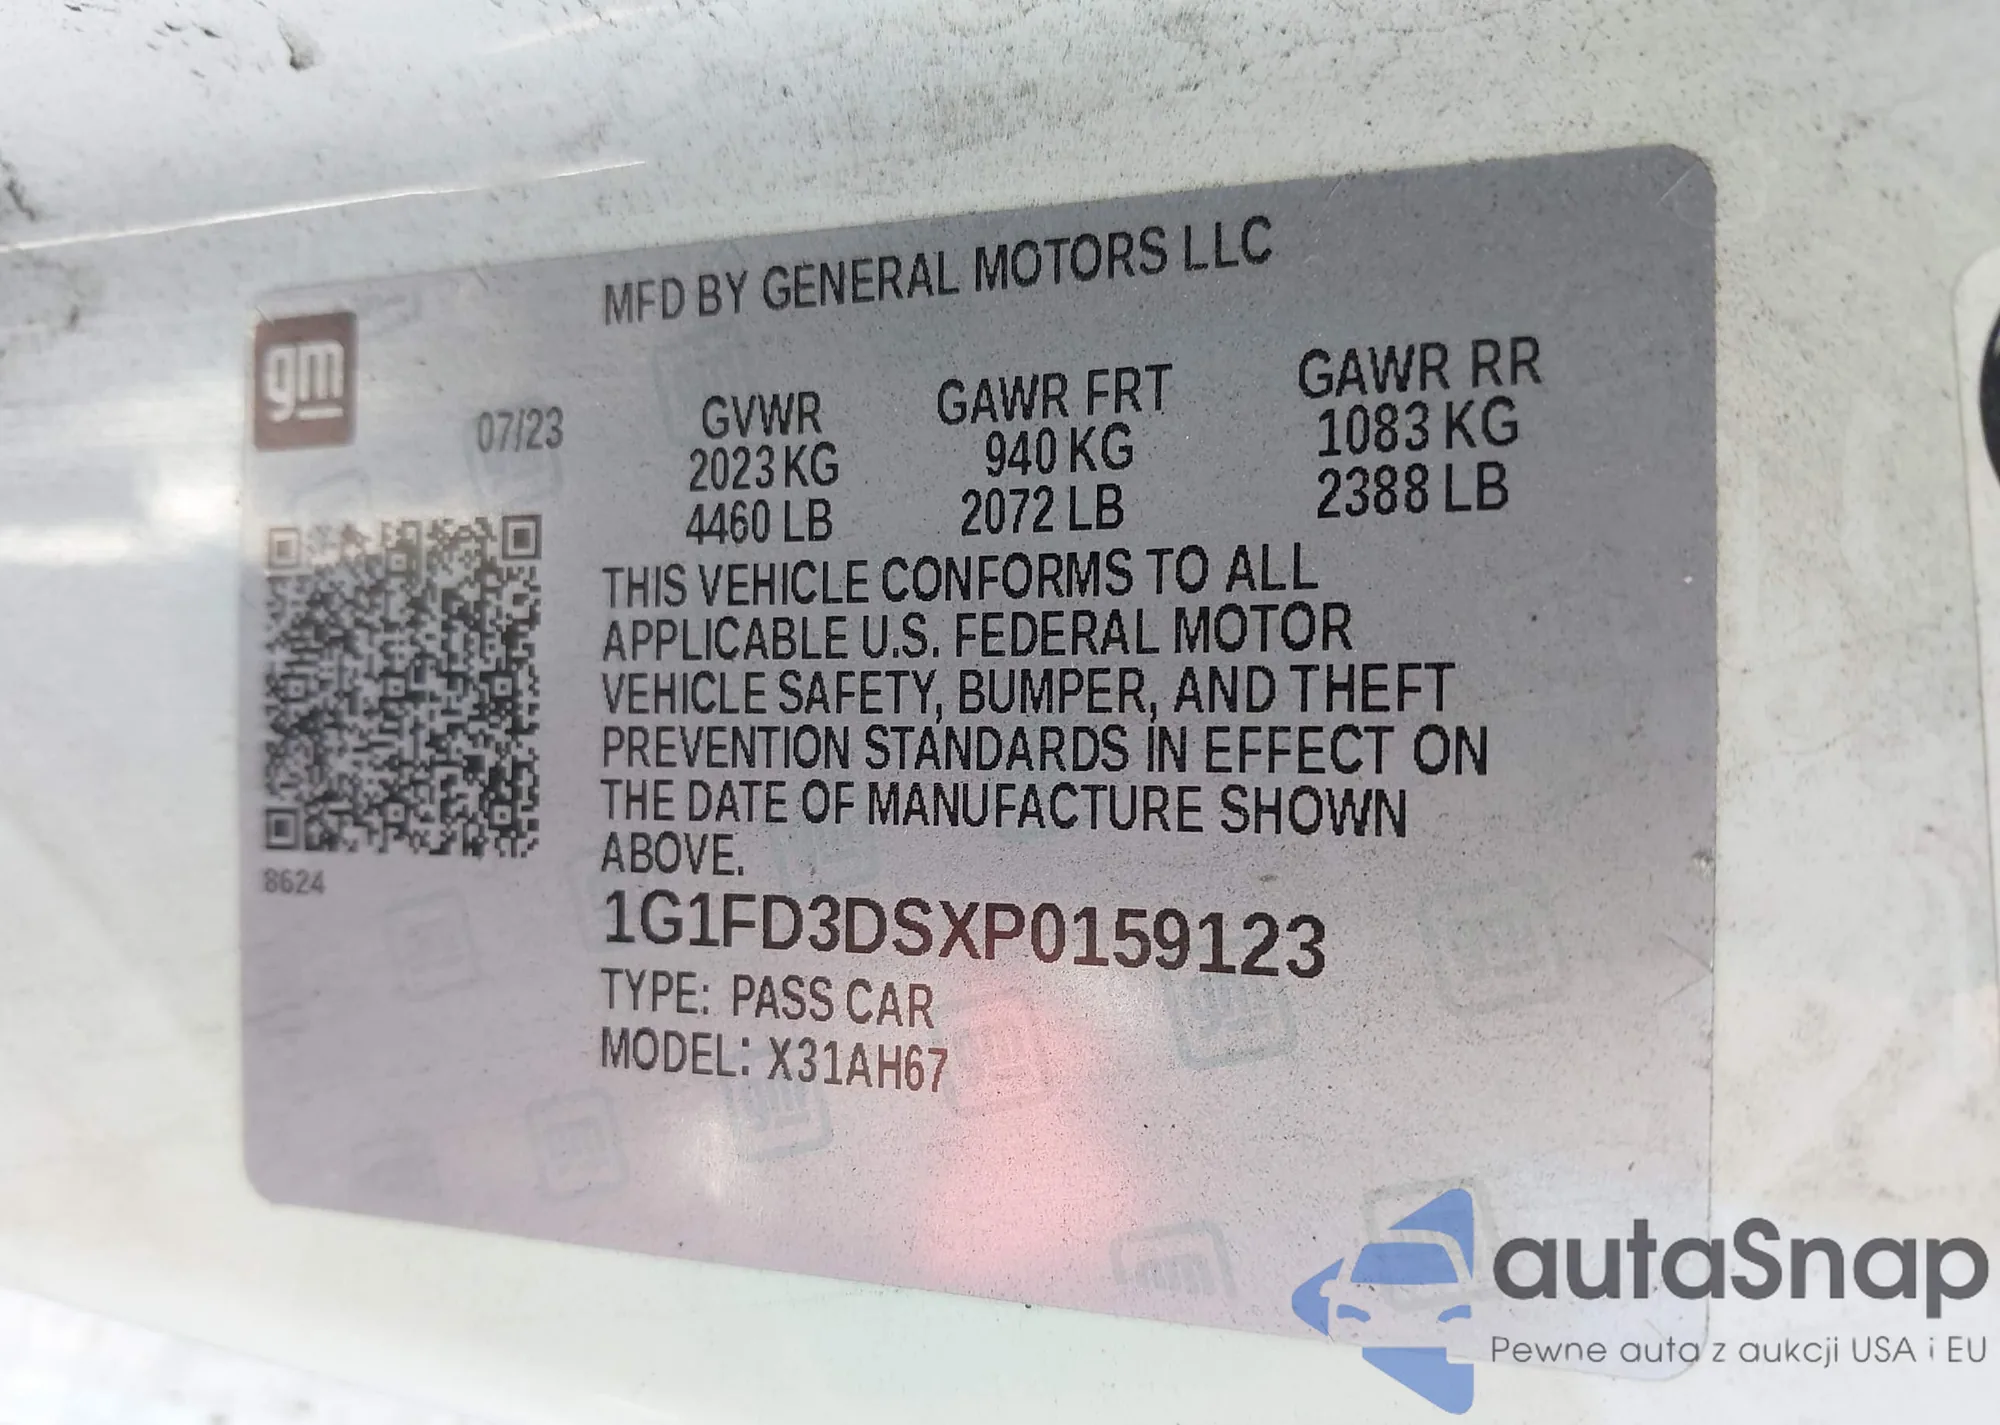 MFD BY GENERAL MOTORS LLC
gm
07/23
GVWR GAWR FRT GAWR RR
2023 KG 940 KG 1083 KG
4460 LB 2072 LB 2388 LB
THIS VEHICLE CONFORMS TO ALL
APPLICABLE U.S. FEDERAL MOTOR
VEHICLE SAFETY, BUMPER, AND THEFT
PREVENTION STANDARDS IN EFFECT ON
THE DATE OF MANUFACTURE SHOWN
ABOVE.
8624
1G1FD3DSXP0159123
TYPE: PASS CAR
MODEL: X31AH67
autaSnap
Pewne auta z aukcji USA i EU